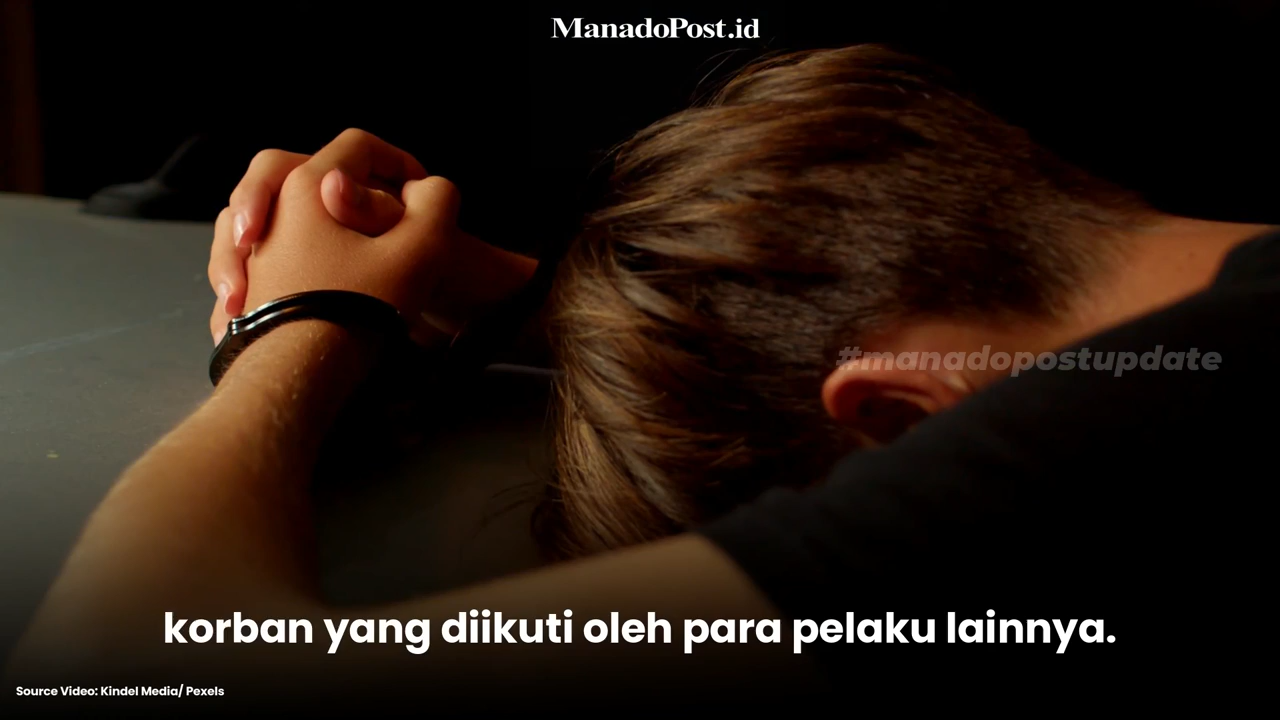 ManadoPost.id
#manadopostupdate
korban yang diikuti oleh para pelaku lainnya.
Source Video: Kindel Media/ Pexels